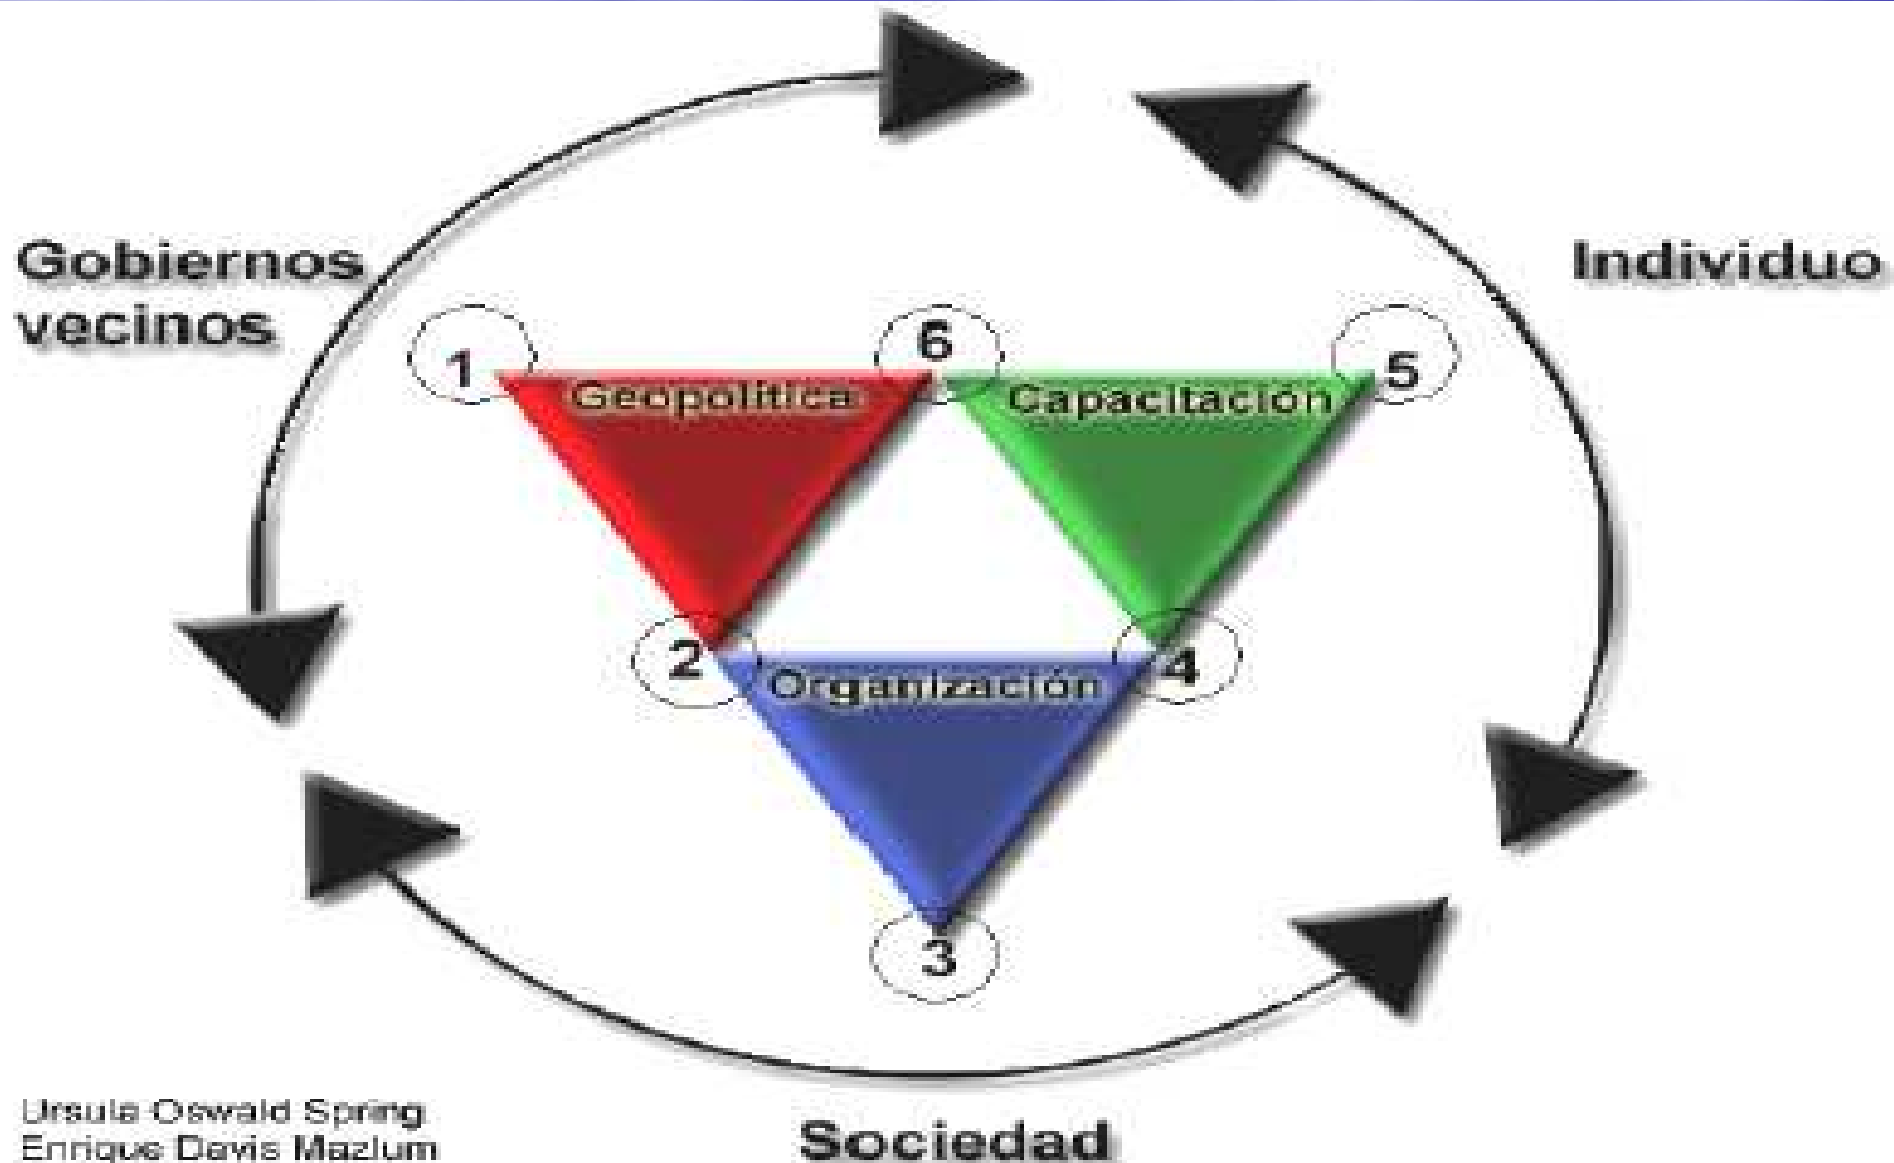 Gobiernos
vecinos
Individuo
1
6
5
Geopolítica
Capacitación
2
4
Organización
3
Ursula Oswald Spring
Enrique Davis Mazlum
Sociedad